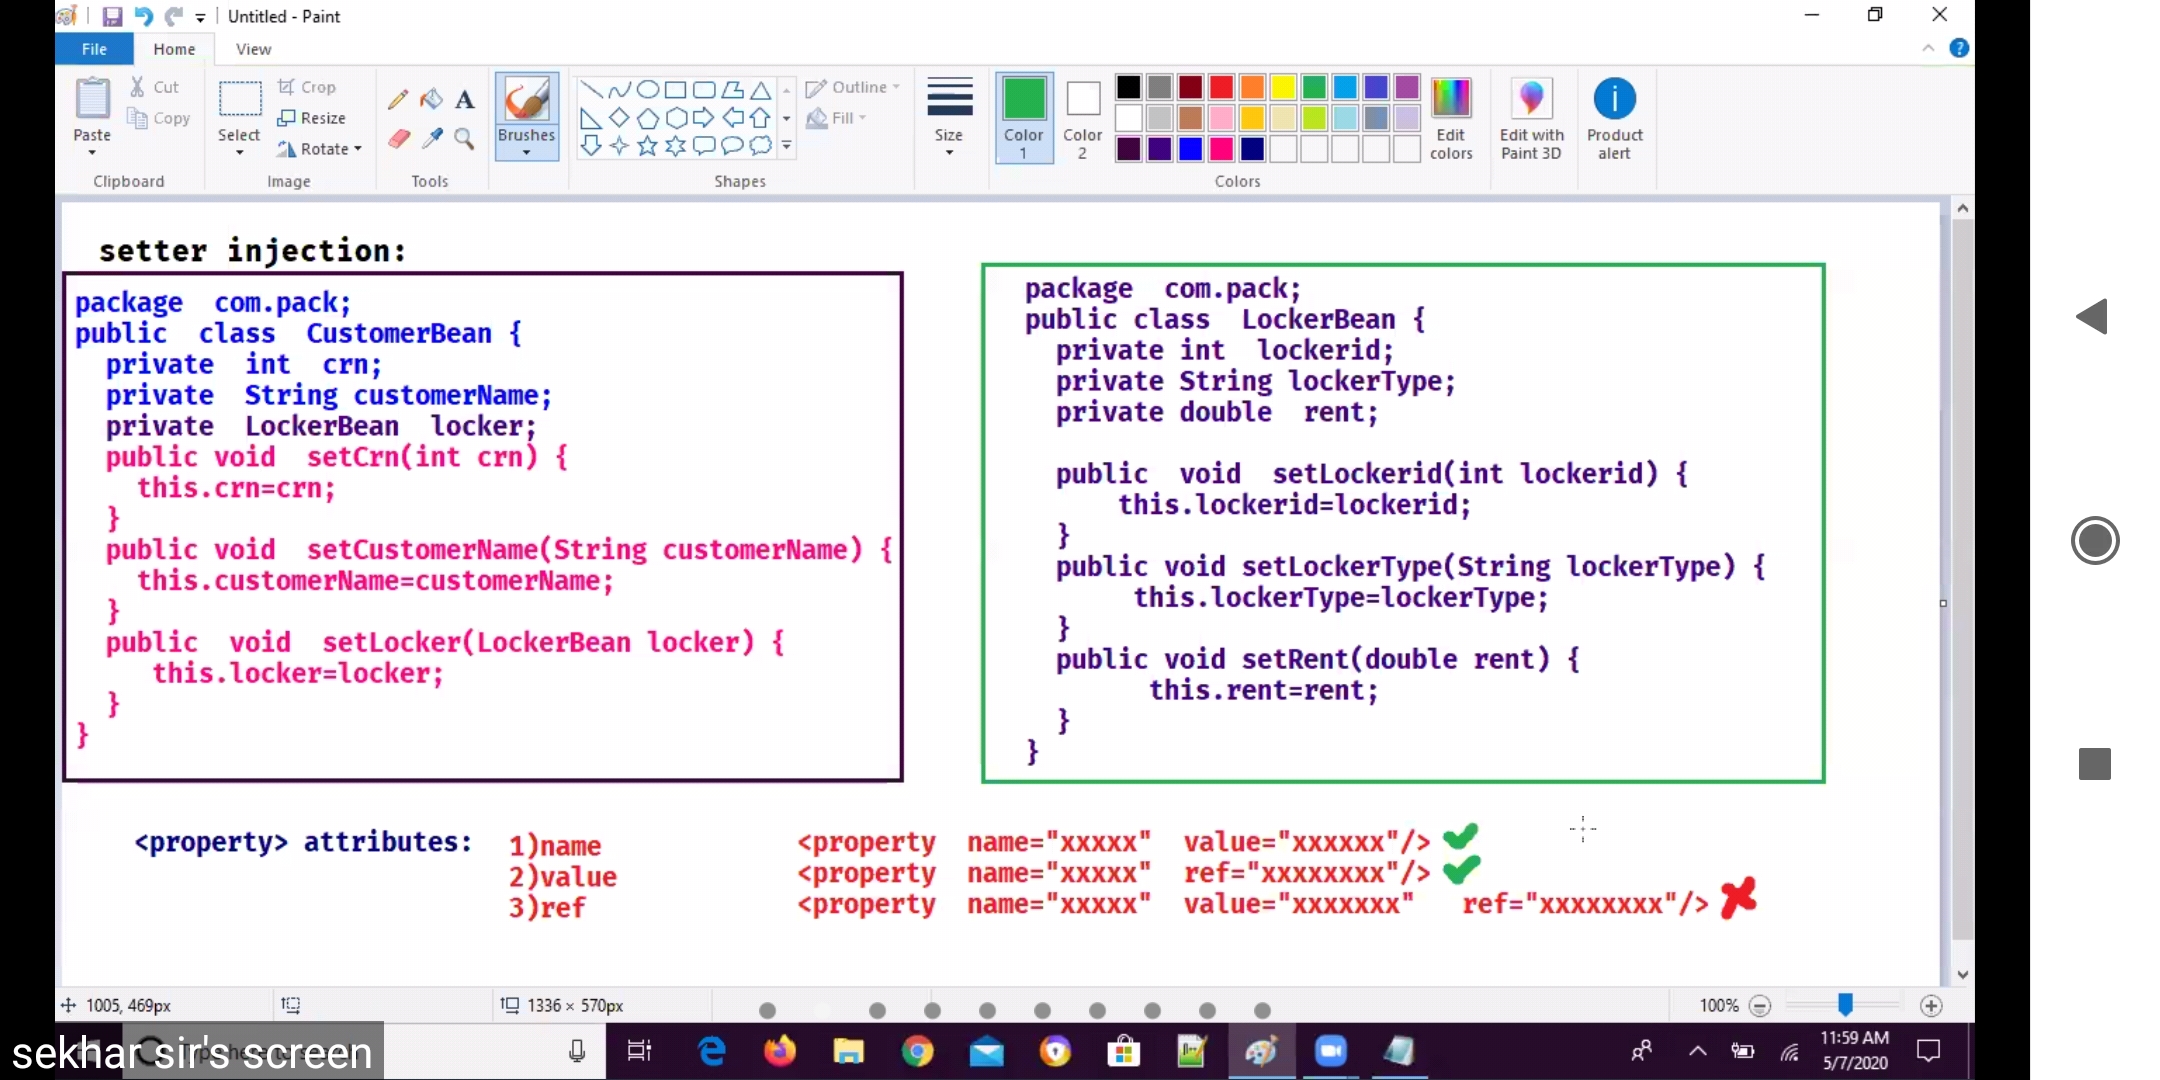 Untitled - Paint
File Home View
Paste
Cut
Copy
Clipboard
Select
Crop
Resize
Rotate
Image
A
Tools
Brushes
Outline
Fill
Shapes
Size
Color 1
Color 2
Edit colors
Colors
Edit with Paint 3D
Product alert
setter injection:
package com.pack;
public class CustomerBean {
private int crn;
private String customerName;
private LockerBean locker;
public void setCrn(int crn) {
this.crn=crn;
}
public void setCustomerName(String customerName) {
this.customerName=customerName;
}
public void setLocker(LockerBean locker) {
this.locker=locker;
}
}
package com.pack;
public class LockerBean {
private int lockerid;
private String lockerType;
private double rent;
public void setLockerid(int lockerid) {
this.lockerid=lockerid;
}
public void setLockerType(String lockerType) {
this.lockerType=lockerType;
}
public void setRent(double rent) {
this.rent=rent;
}
}
<property> attributes:
1)name
2)value
3)ref
<property name="xxxxx" value="xxxxxx"/>
<property name="xxxxx" ref="xxxxxxxx"/>
<property name="xxxxx" value="xxxxxxx" ref="xxxxxxxx"/>
1005, 469px
1336 × 570px
100%
sekhar sir's screen
11:59 AM
5/7/2020